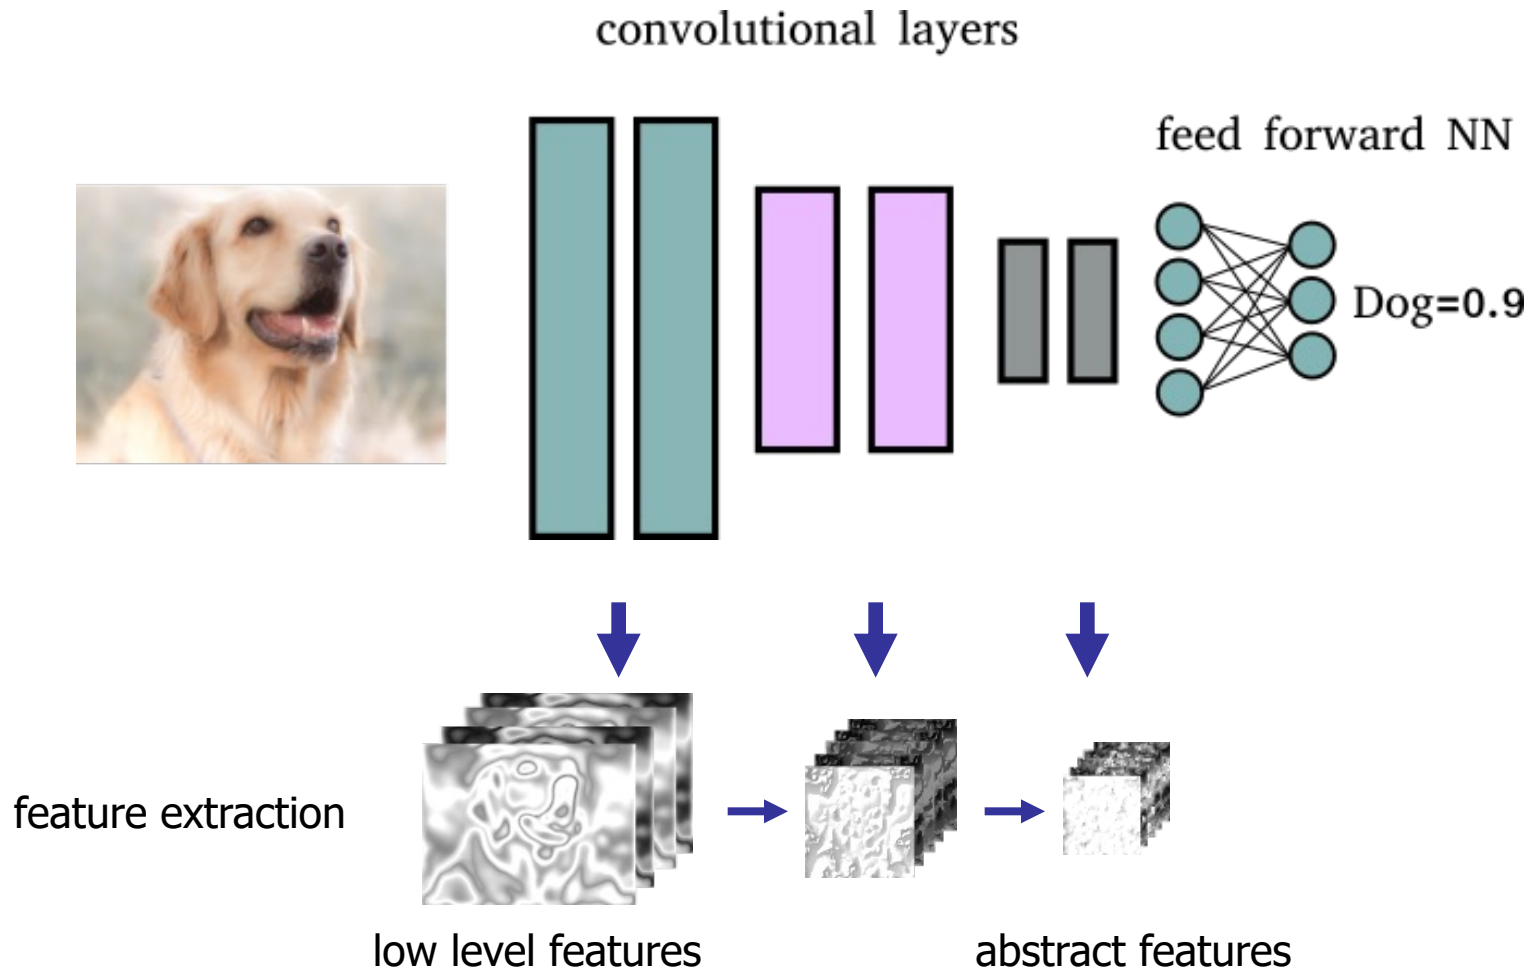 convolutional layers
feed forward NN
Dog=0.9
feature extraction
low level features
abstract features